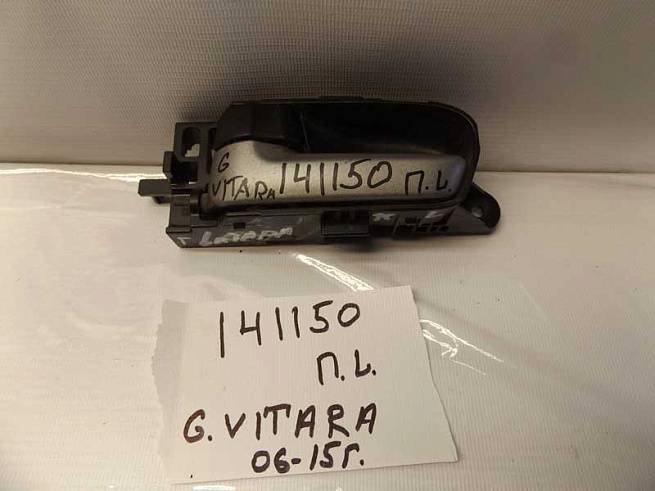 G
VITARA 141150 П.L.
141150
П.L.
G. VITARA
06-15г.